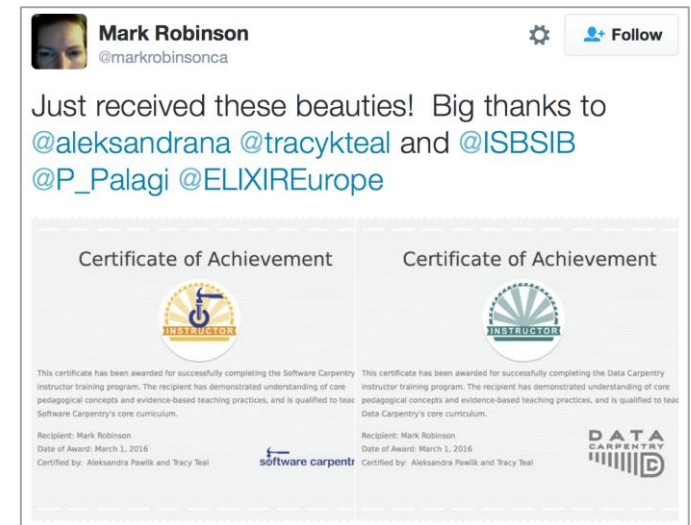 Mark Robinson
@markrobinsonca
Follow
Just received these beauties! Big thanks to
@aleksandrana @tracykteal and @ISBSIB
@P_Palagi @ELIXIREurope
Certificate of Achievement
INSTRUCTOR
This certificate has been awarded for successfully completing the Software Carpentry
instructor training program. The recipient has demonstrated understanding of core
pedagogical concepts and evidence-based teaching practices, and is qualified to teac
Software Carpentry's core curriculum.
Recipient: Mark Robinson
Date of Award: March 1, 2016
Certified by: Aleksandra Pawlik and Tracy Teal
software carpentr
Certificate of Achievement
INSTRUCTOR
This certificate has been awarded for successfully completing the Data Carpentry
instructor training program. The recipient has demonstrated understanding of core
pedagogical concepts and evidence-based teaching practices, and is qualified to teac
Data Carpentry's core curriculum.
Recipient: Mark Robinson
Date of Award: March 1, 2016
Certified by: Aleksandra Pawlik and Tracy Teal
DATA
CARPENTRY